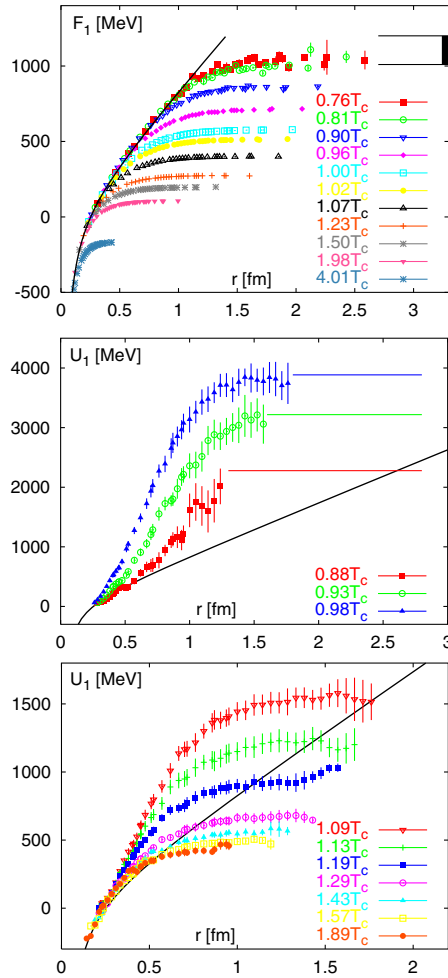 F1 [MeV]
1000
500
0
-500
0.76Tc
0.81Tc
0.90Tc
0.96Tc
1.00Tc
1.02Tc
1.07Tc
1.23Tc
1.50Tc
1.98Tc
4.01Tc
r [fm]
0 0.5 1 1.5 2 2.5 3
U1 [MeV]
4000
3000
2000
1000
0
0.88Tc
0.93Tc
0.98Tc
r [fm]
0 0.5 1 1.5 2 2.5 3
U1 [MeV]
1500
1000
500
0
1.09Tc
1.13Tc
1.19Tc
1.29Tc
1.43Tc
1.57Tc
1.89Tc
r [fm]
0 0.5 1 1.5 2